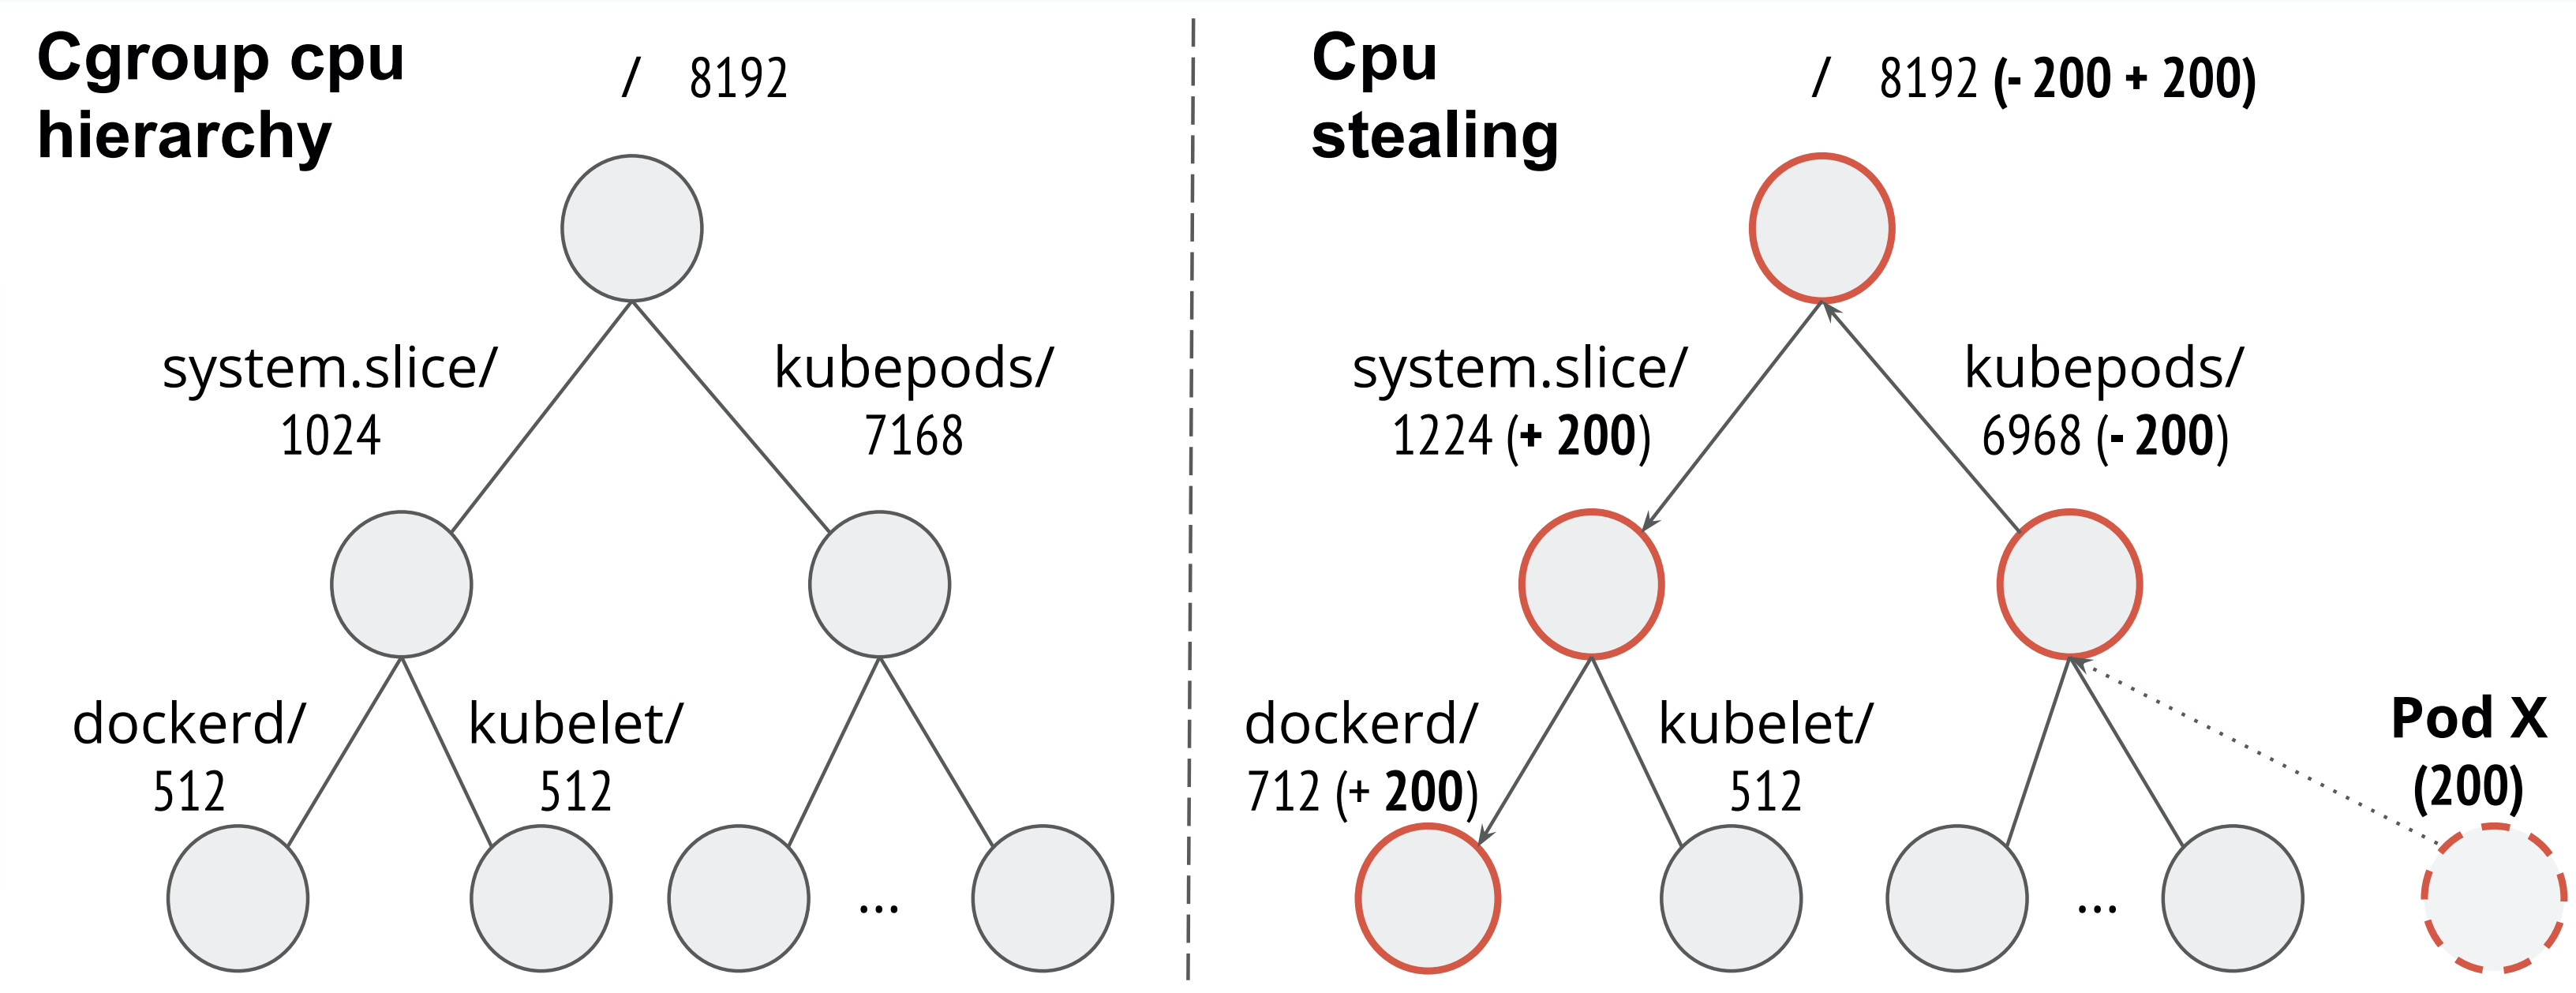 Cgroup cpu
hierarchy
/ 8192
system.slice/
1024
kubepods/
7168
dockerd/
512
kubelet/
512
...
Cpu
stealing
/ 8192 (- 200 + 200)
system.slice/
1224 (+ 200)
kubepods/
6968 (- 200)
dockerd/
712 (+ 200)
kubelet/
512
...
Pod X
(200)